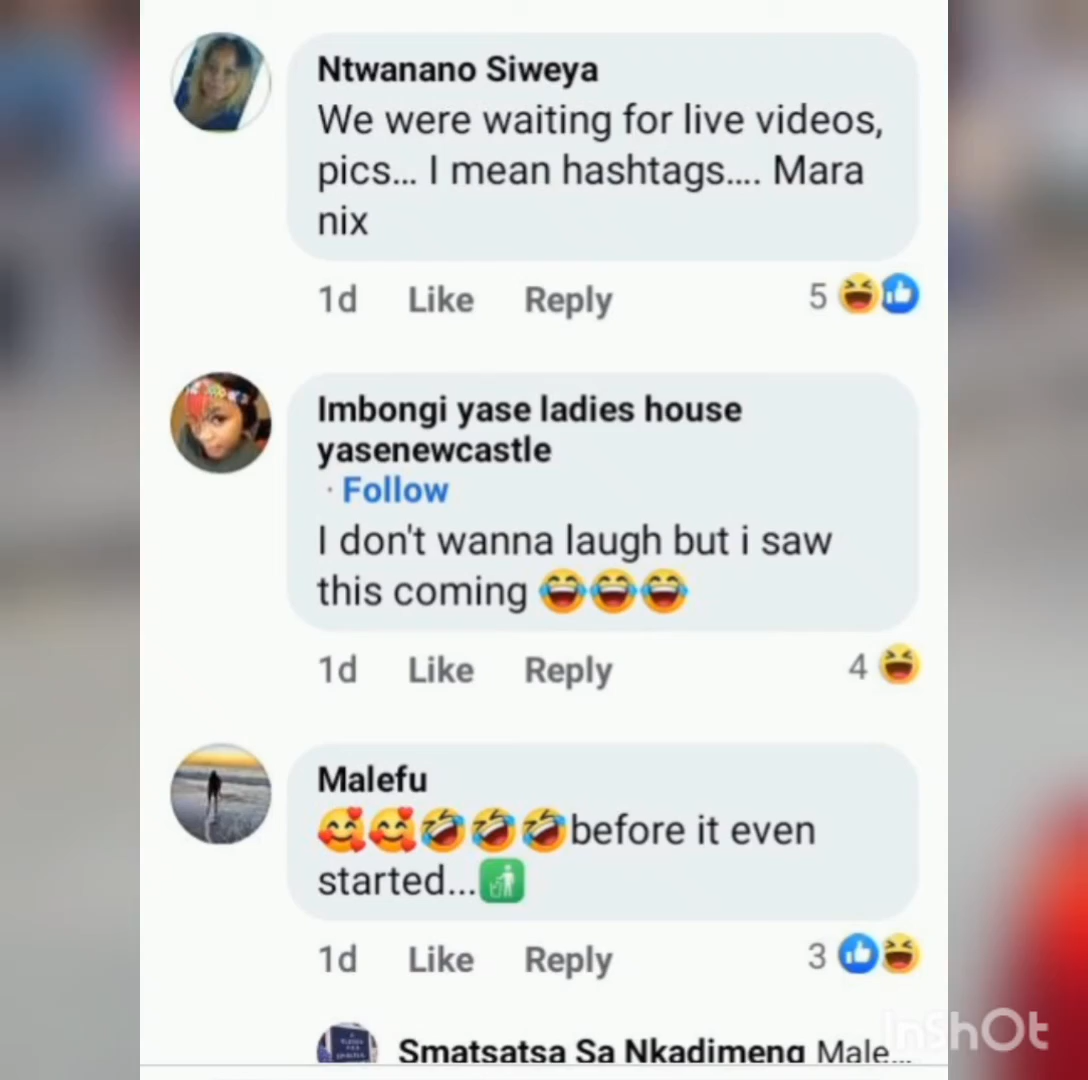 Ntwanano Siweya
We were waiting for live videos,
pics... I mean hashtags.... Mara
nix
1d Like Reply 5
Imbongi yase ladies house
yasenewcastle
· Follow
I don't wanna laugh but i saw
this coming 😂😂😂
1d Like Reply 4
Malefu
🥰🥰🤣🤣🤣before it even
started...🚮
1d Like Reply 3
Smatsatsa Sa Nkadimeng Male...
InShOt